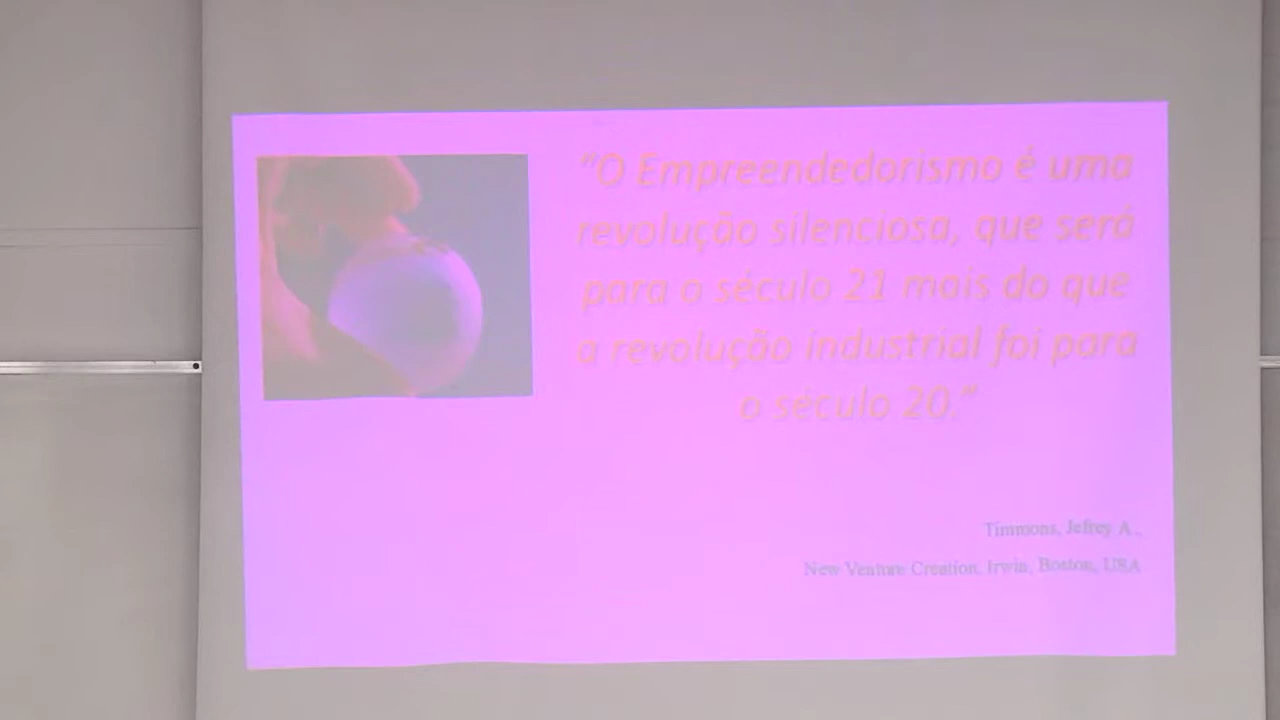 "O Empreendedorismo é uma
revolução silenciosa, que será
para o século 21 mais do que
a revolução industrial foi para
o século 20."
Timmons, Jefrey A.,
New Venture Creation, Irwin, Boston, USA